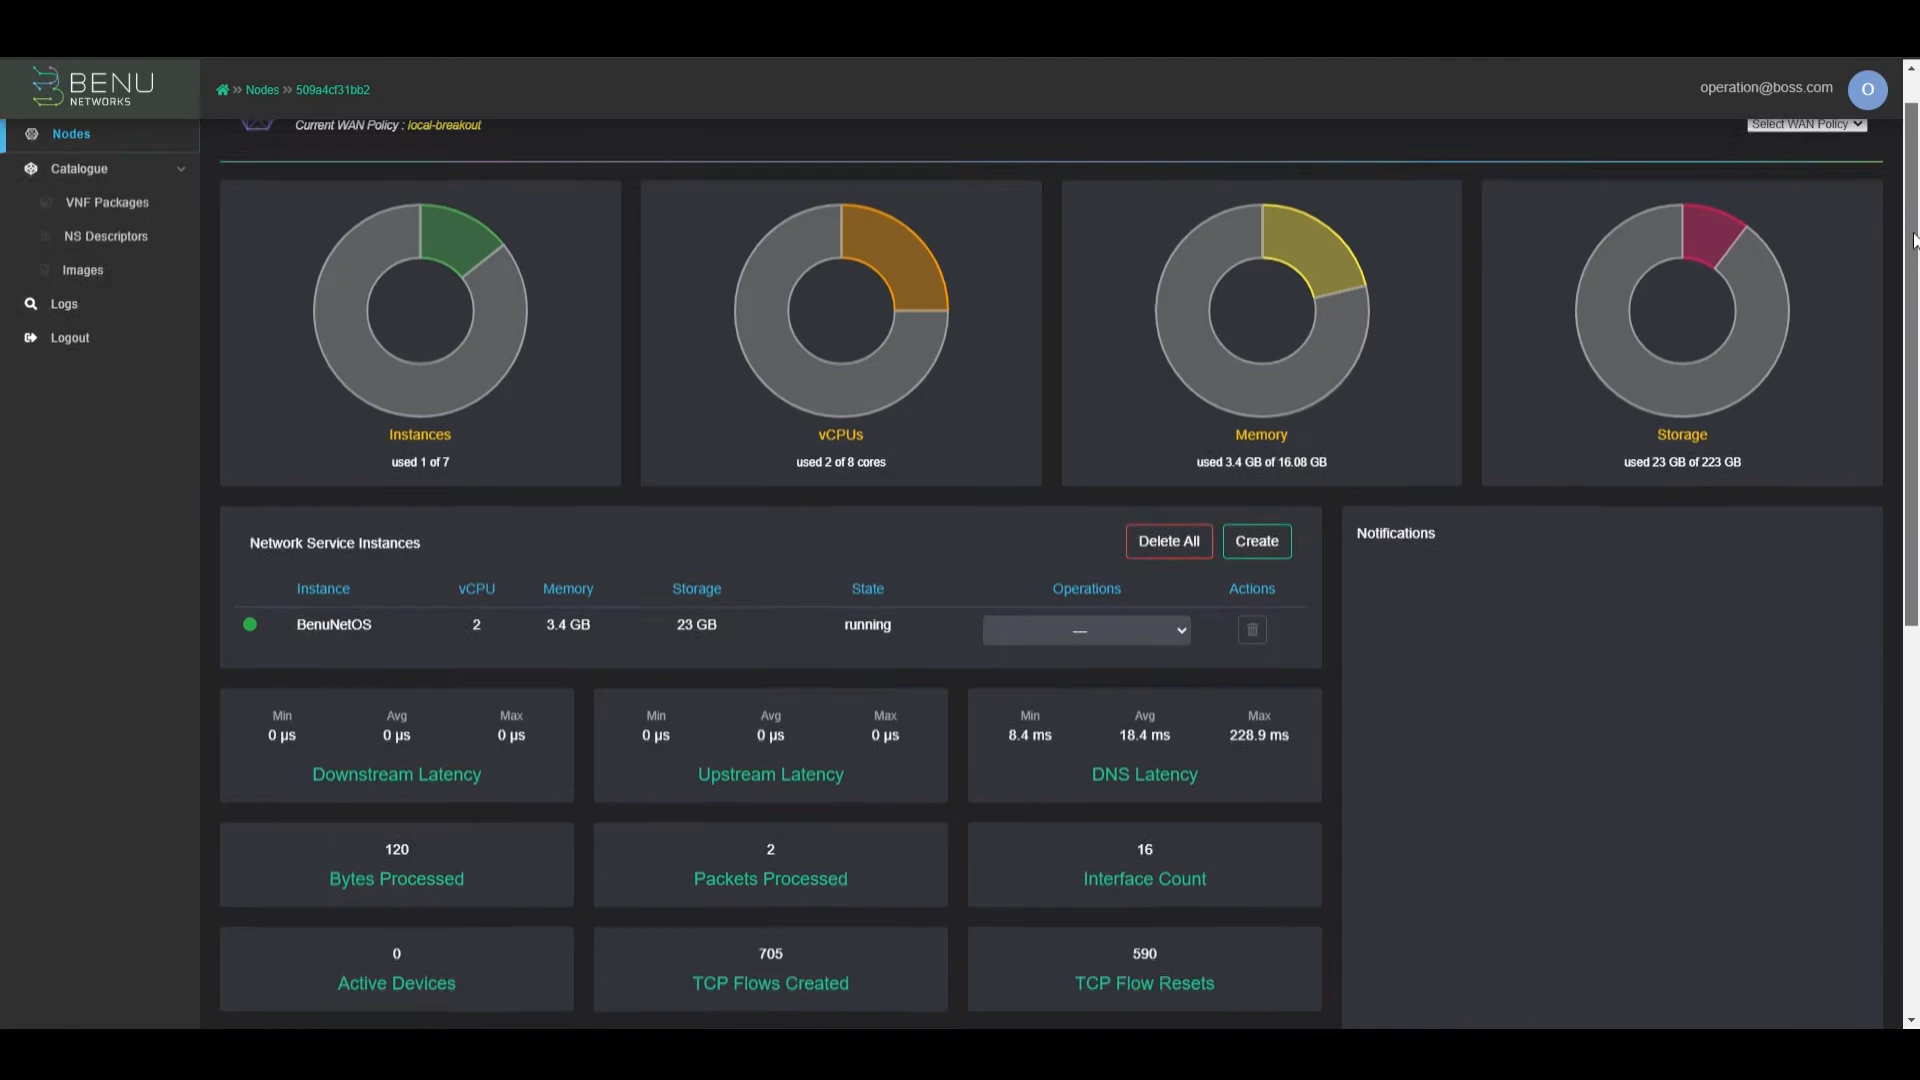 BENU
NETWORKS
» Nodes » 509a4cf31bb2
operation@boss.com
O
Nodes
Catalogue
VNF Packages
NS Descriptors
Images
Logs
Logout
Current WAN Policy : local-breakout
Select WAN Policy
Instances
used 1 of 7
vCPUs
used 2 of 8 cores
Memory
used 3.4 GB of 16.08 GB
Storage
used 23 GB of 223 GB
Network Service Instances
Delete All
Create
Instance vCPU Memory Storage State Operations Actions
BenuNetOS 2 3.4 GB 23 GB running ---
Notifications
Min Avg Max
0 µs 0 µs 0 µs
Downstream Latency
Min Avg Max
0 µs 0 µs 0 µs
Upstream Latency
Min Avg Max
8.4 ms 18.4 ms 228.9 ms
DNS Latency
120
Bytes Processed
2
Packets Processed
16
Interface Count
0
Active Devices
705
TCP Flows Created
590
TCP Flow Resets